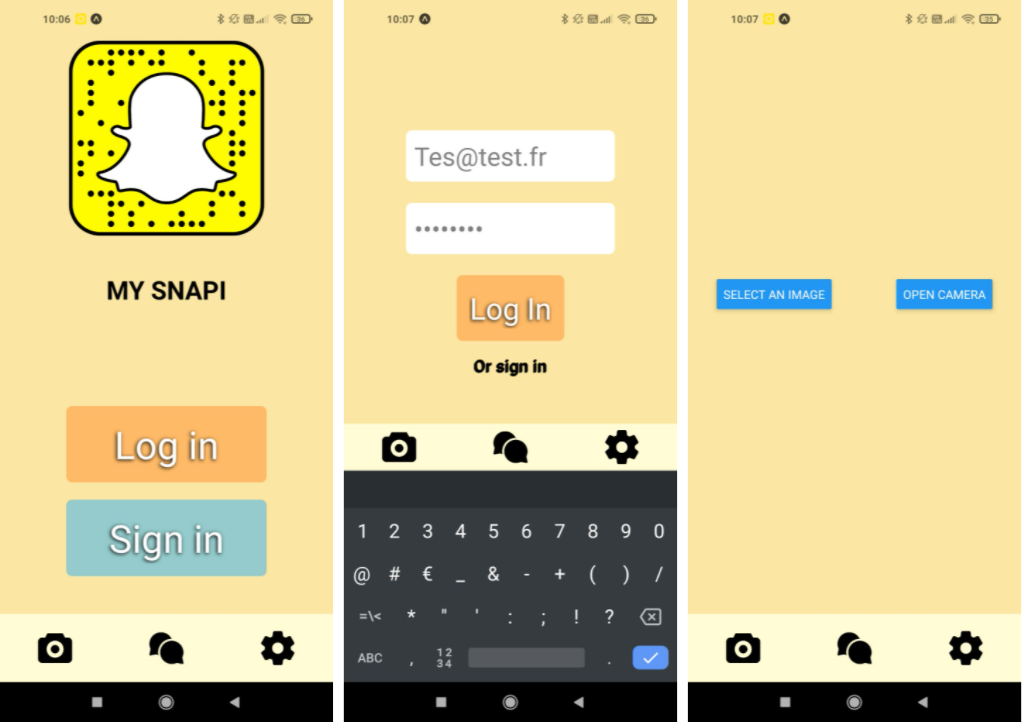 10:06
36
MY SNAPI
Log in
Sign in
10:07
36
Tes@test.fr
••••••••
Log In
Or sign in
1 2 3 4 5 6 7 8 9 0
@ # € _ & - + ( ) /
=\< * " ' : ; ! ?
ABC , 12 34 .
10:07
35
SELECT AN IMAGE
OPEN CAMERA